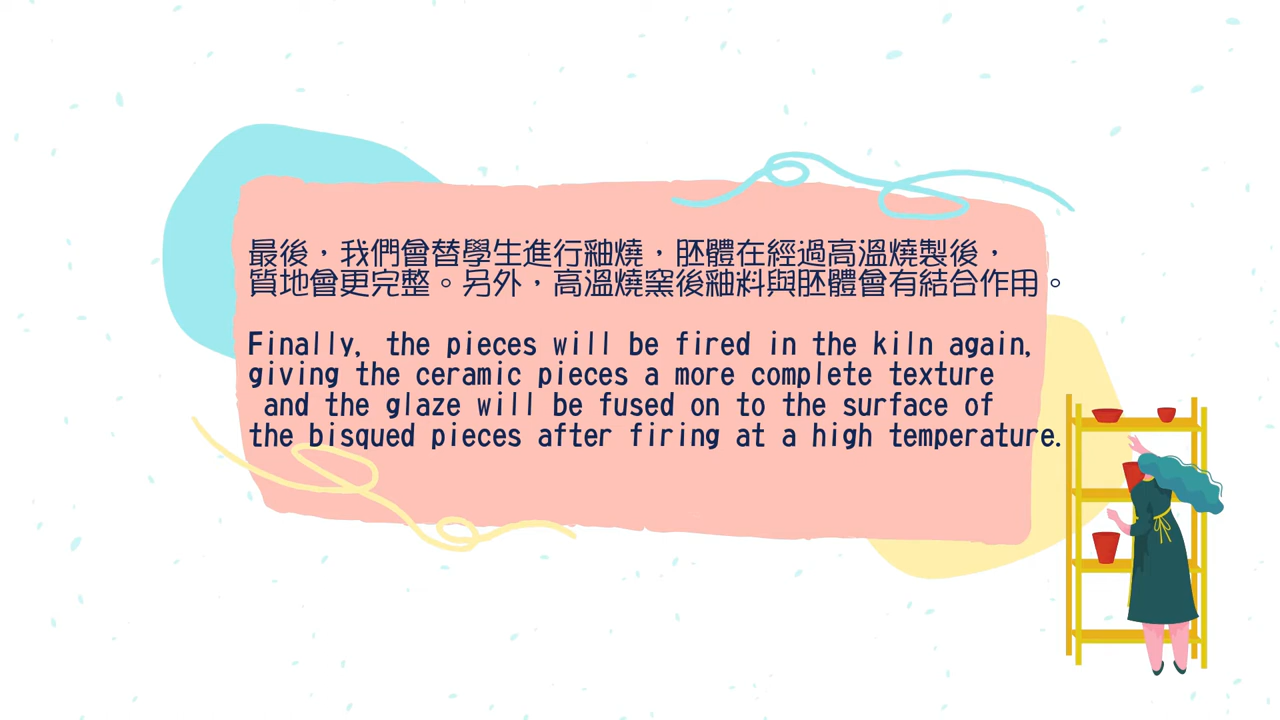 最後，我們會替學生進行釉燒，胚體在經過高溫燒製後，
質地會更完整。另外，高溫燒窯後釉料與胚體會有結合作用。
Finally, the pieces will be fired in the kiln again,
giving the ceramic pieces a more complete texture
and the glaze will be fused on to the surface of
the bisqued pieces after firing at a high temperature.